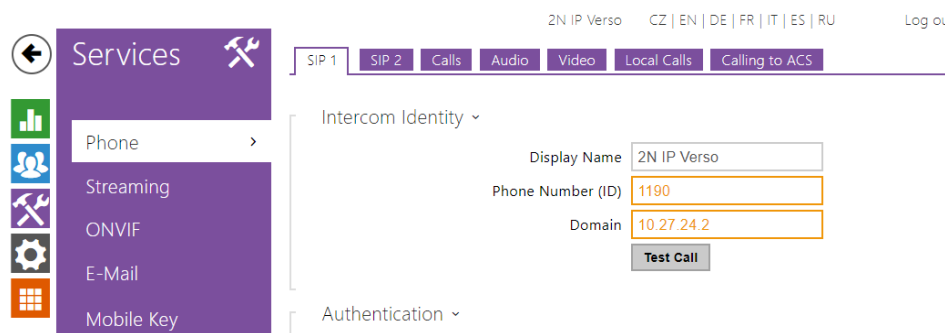 2N IP Verso CZ | EN | DE | FR | IT | ES | RU Log ou
Services
SIP 1 SIP 2 Calls Audio Video Local Calls Calling to ACS
Phone
Streaming
ONVIF
E-Mail
Mobile Key
Intercom Identity
Display Name 2N IP Verso
Phone Number (ID) 1190
Domain 10.27.24.2
Test Call
Authentication